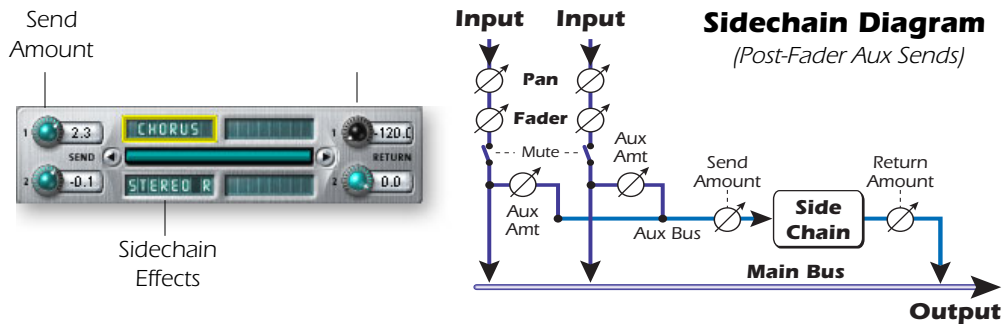 Send
Amount
1
2.3
CHORUS
1
-120.0
SEND
RETURN
2
-0.1
STEREO R
2
0.0
Sidechain
Effects
Input
Input
Sidechain Diagram
(Post-Fader Aux Sends)
Pan
Fader
Mute
Aux
Amt
Aux
Amt
Aux Bus
Send
Amount
Side
Chain
Return
Amount
Main Bus
Output